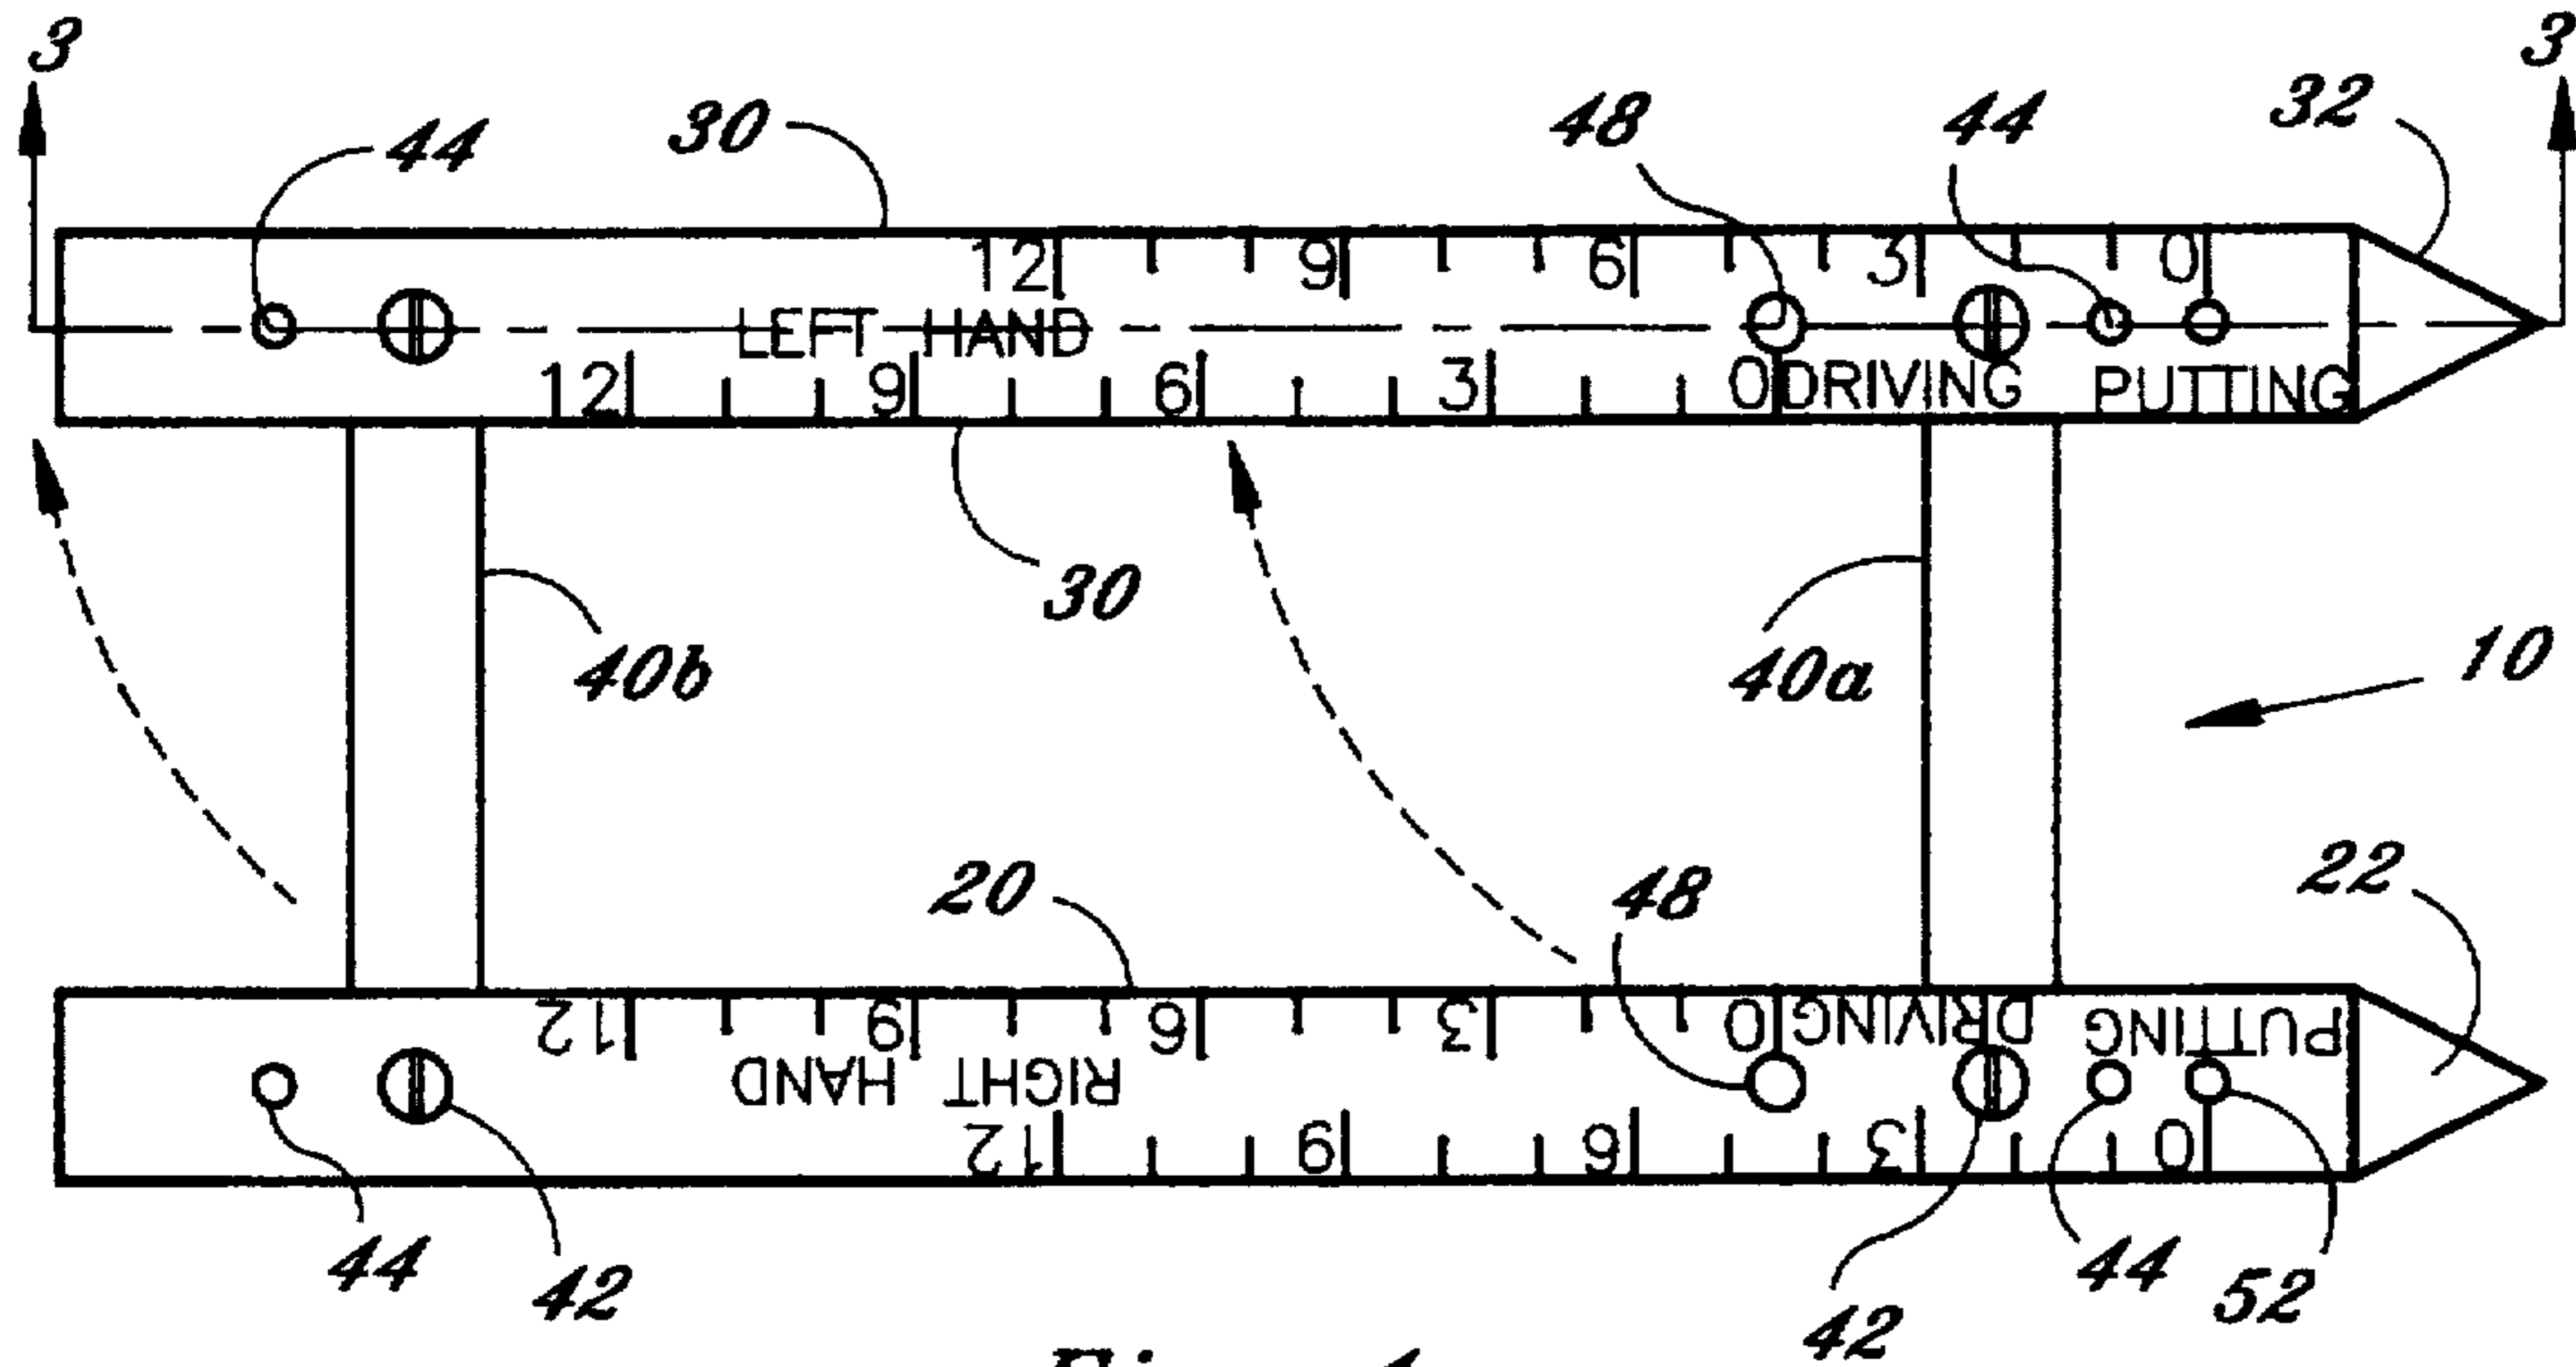 3 3
44 30 48 44 32
12 9 6 3 0
LEFT HAND
12 9 6 3 0 DRIVING PUTTING
30
40b 40a 10
20 48 22
12 9 6 3 0 DRIVING PUTTING
RIGHT HAND
12 9 6 3 0
44 42 42 44 52